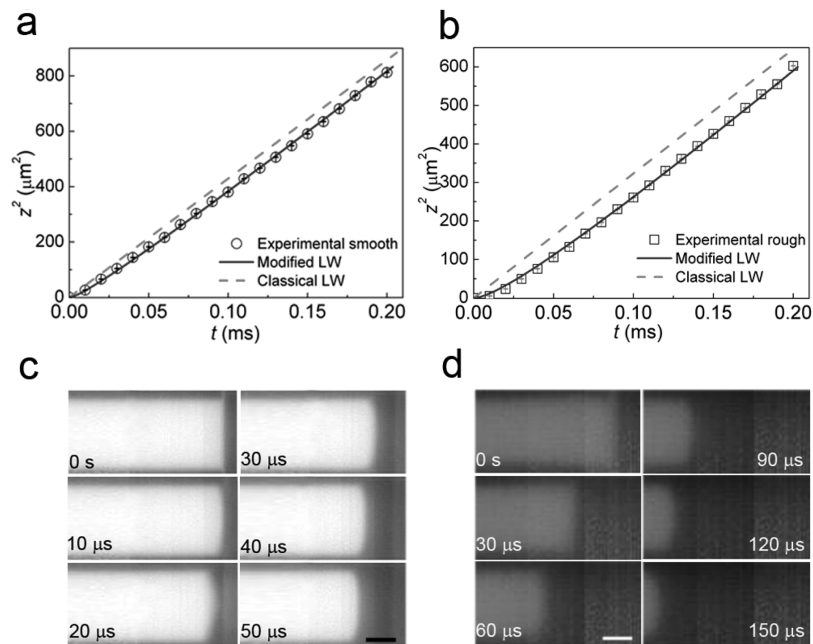 a
800
600
400
200
0
z² (μm²)
Experimental smooth
Modified LW
Classical LW
0.00 0.05 0.10 0.15 0.20
t (ms)
b
600
500
400
300
200
100
0
z² (μm²)
Experimental rough
Modified LW
Classical LW
0.00 0.05 0.10 0.15 0.20
t (ms)
c
0 s
30 μs
10 μs
40 μs
20 μs
50 μs
d
0 s
90 μs
30 μs
120 μs
60 μs
150 μs